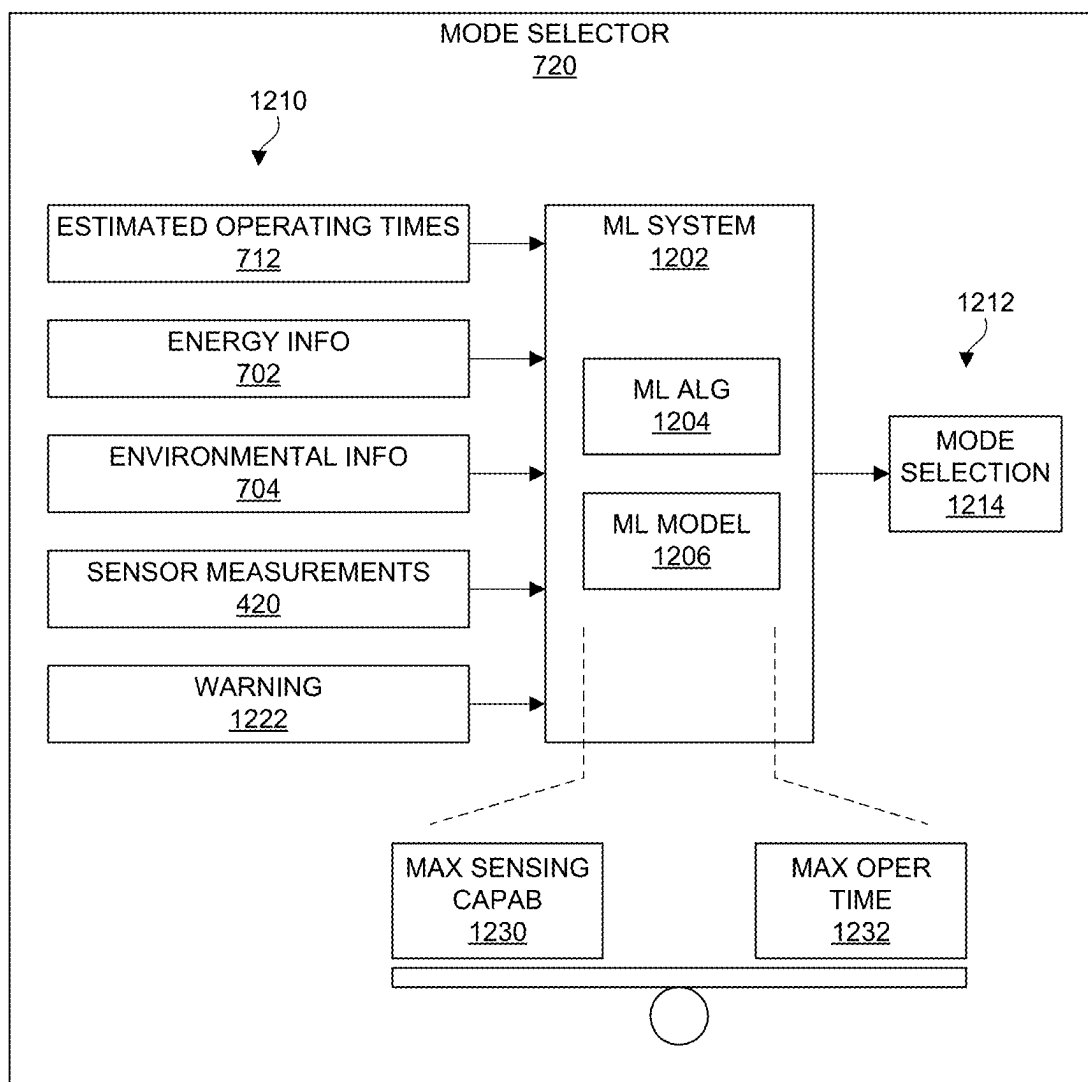 MODE SELECTOR
720
1210
ESTIMATED OPERATING TIMES
712
ENERGY INFO
702
ENVIRONMENTAL INFO
704
SENSOR MEASUREMENTS
420
WARNING
1222
ML SYSTEM
1202
ML ALG
1204
ML MODEL
1206
1212
MODE
SELECTION
1214
MAX SENSING
CAPAB
1230
MAX OPER
TIME
1232